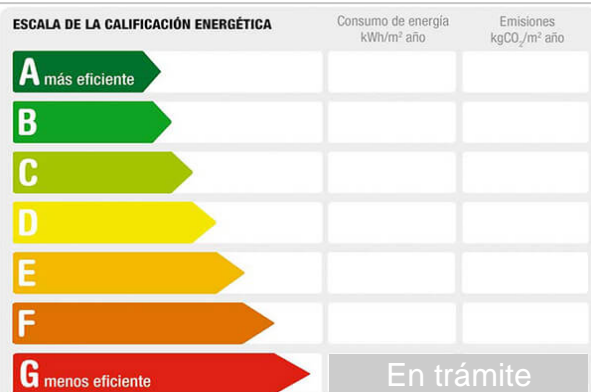 ESCALA DE LA CALIFICACIÓN ENERGÉTICA
Consumo de energía
kWh/m² año
Emisiones
kgCO₂/m² año
A más eficiente
B
C
D
E
F
G menos eficiente
En trámite